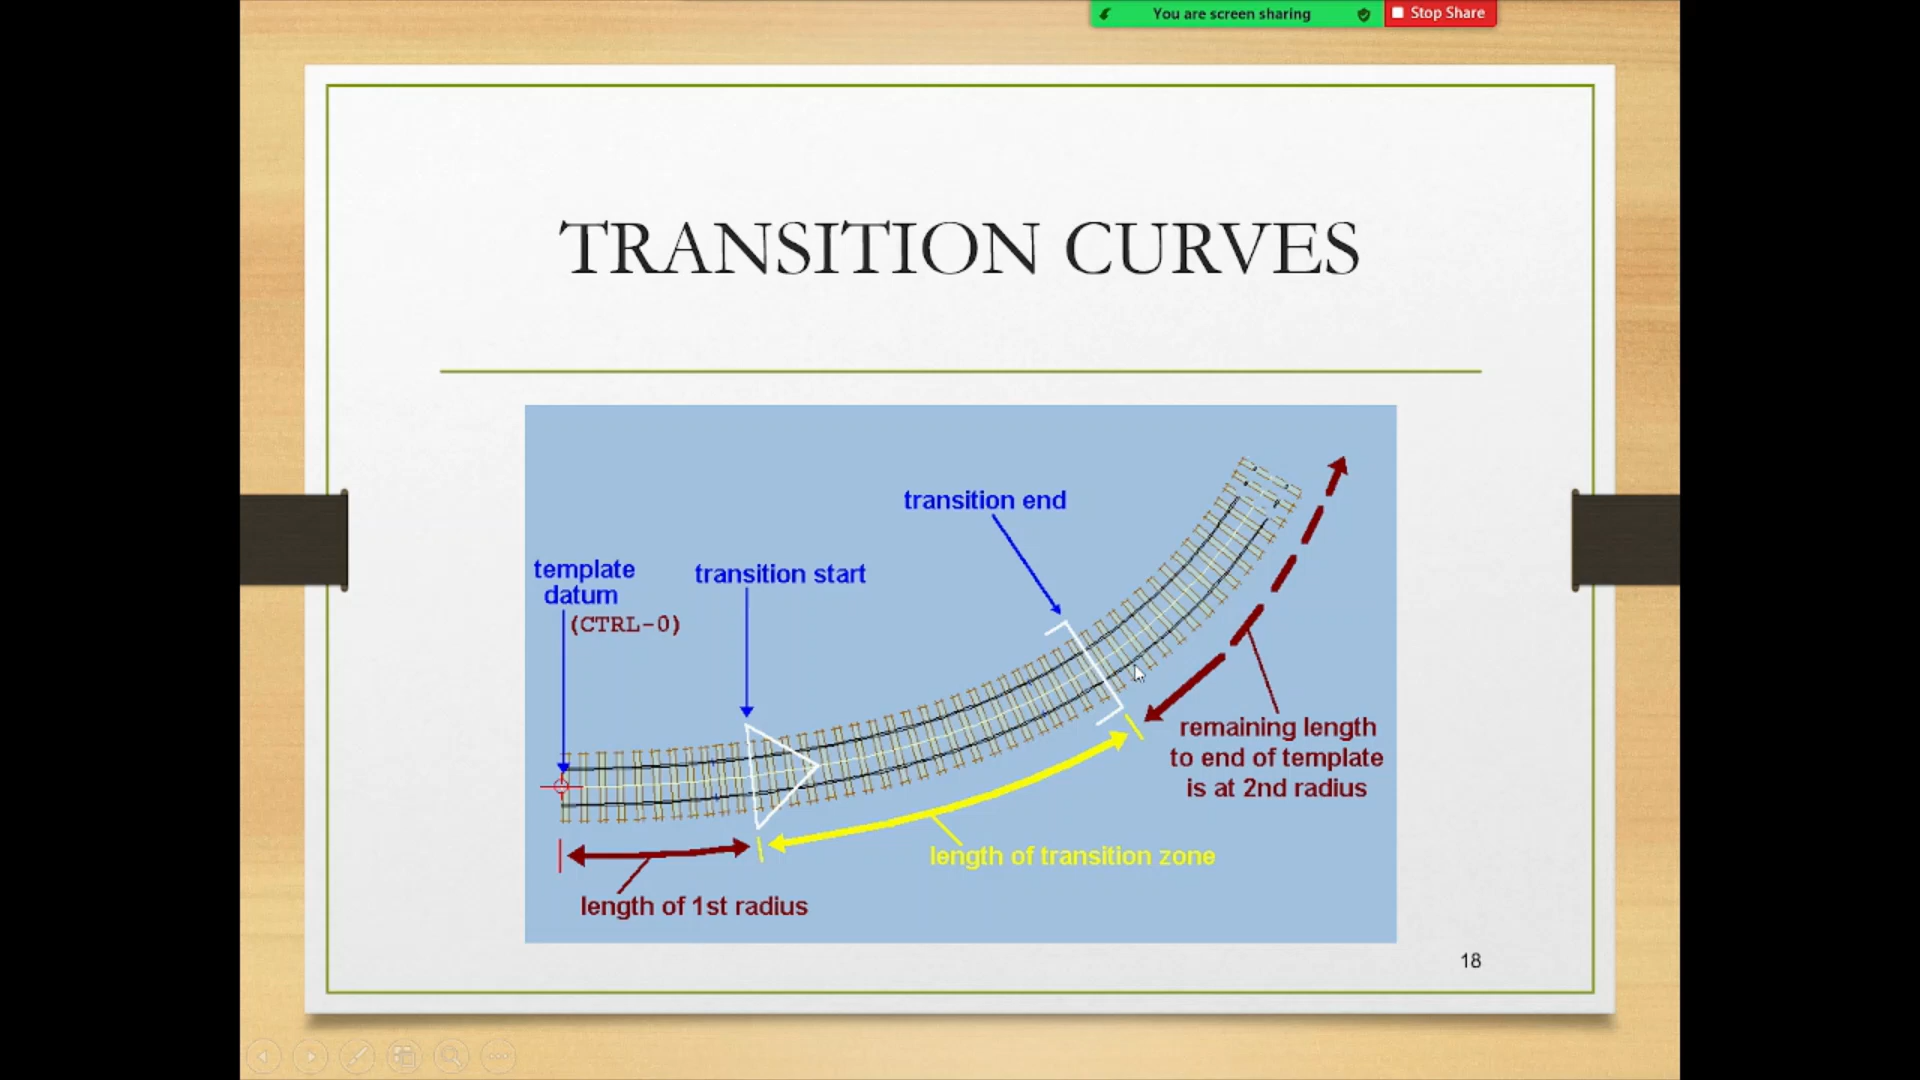 You are screen sharing
Stop Share
TRANSITION CURVES
transition end
template
datum
(CTRL-0)
transition start
remaining length
to end of template
is at 2nd radius
length of transition zone
length of 1st radius
18